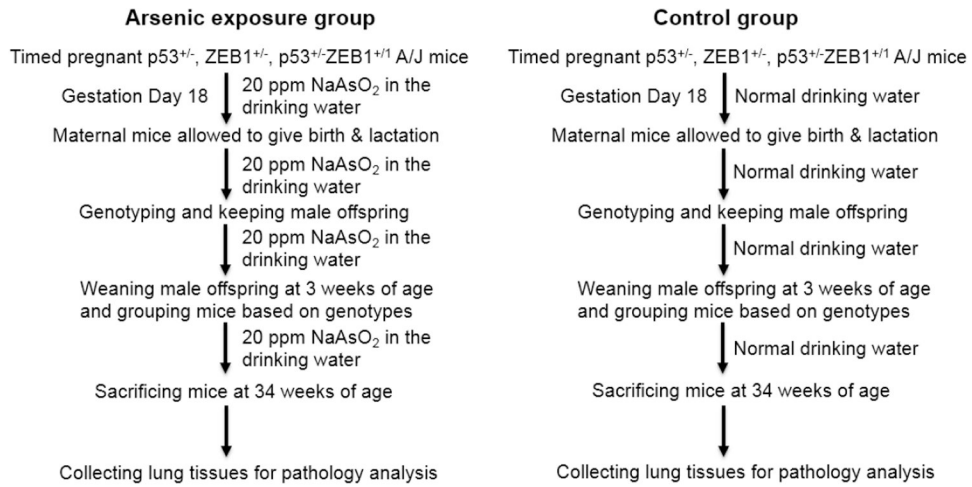 Arsenic exposure group
Timed pregnant p53+/-, ZEB1+/-, p53+/-ZEB1+/1 A/J mice
Gestation Day 18
20 ppm NaAsO2 in the
drinking water
Maternal mice allowed to give birth & lactation
20 ppm NaAsO2 in the
drinking water
Genotyping and keeping male offspring
20 ppm NaAsO2 in the
drinking water
Weaning male offspring at 3 weeks of age
and grouping mice based on genotypes
20 ppm NaAsO2 in the
drinking water
Sacrificing mice at 34 weeks of age
Collecting lung tissues for pathology analysis
Control group
Timed pregnant p53+/-, ZEB1+/-, p53+/-ZEB1+/1 A/J mice
Gestation Day 18
Normal drinking water
Maternal mice allowed to give birth & lactation
Normal drinking water
Genotyping and keeping male offspring
Normal drinking water
Weaning male offspring at 3 weeks of age
and grouping mice based on genotypes
Normal drinking water
Sacrificing mice at 34 weeks of age
Collecting lung tissues for pathology analysis